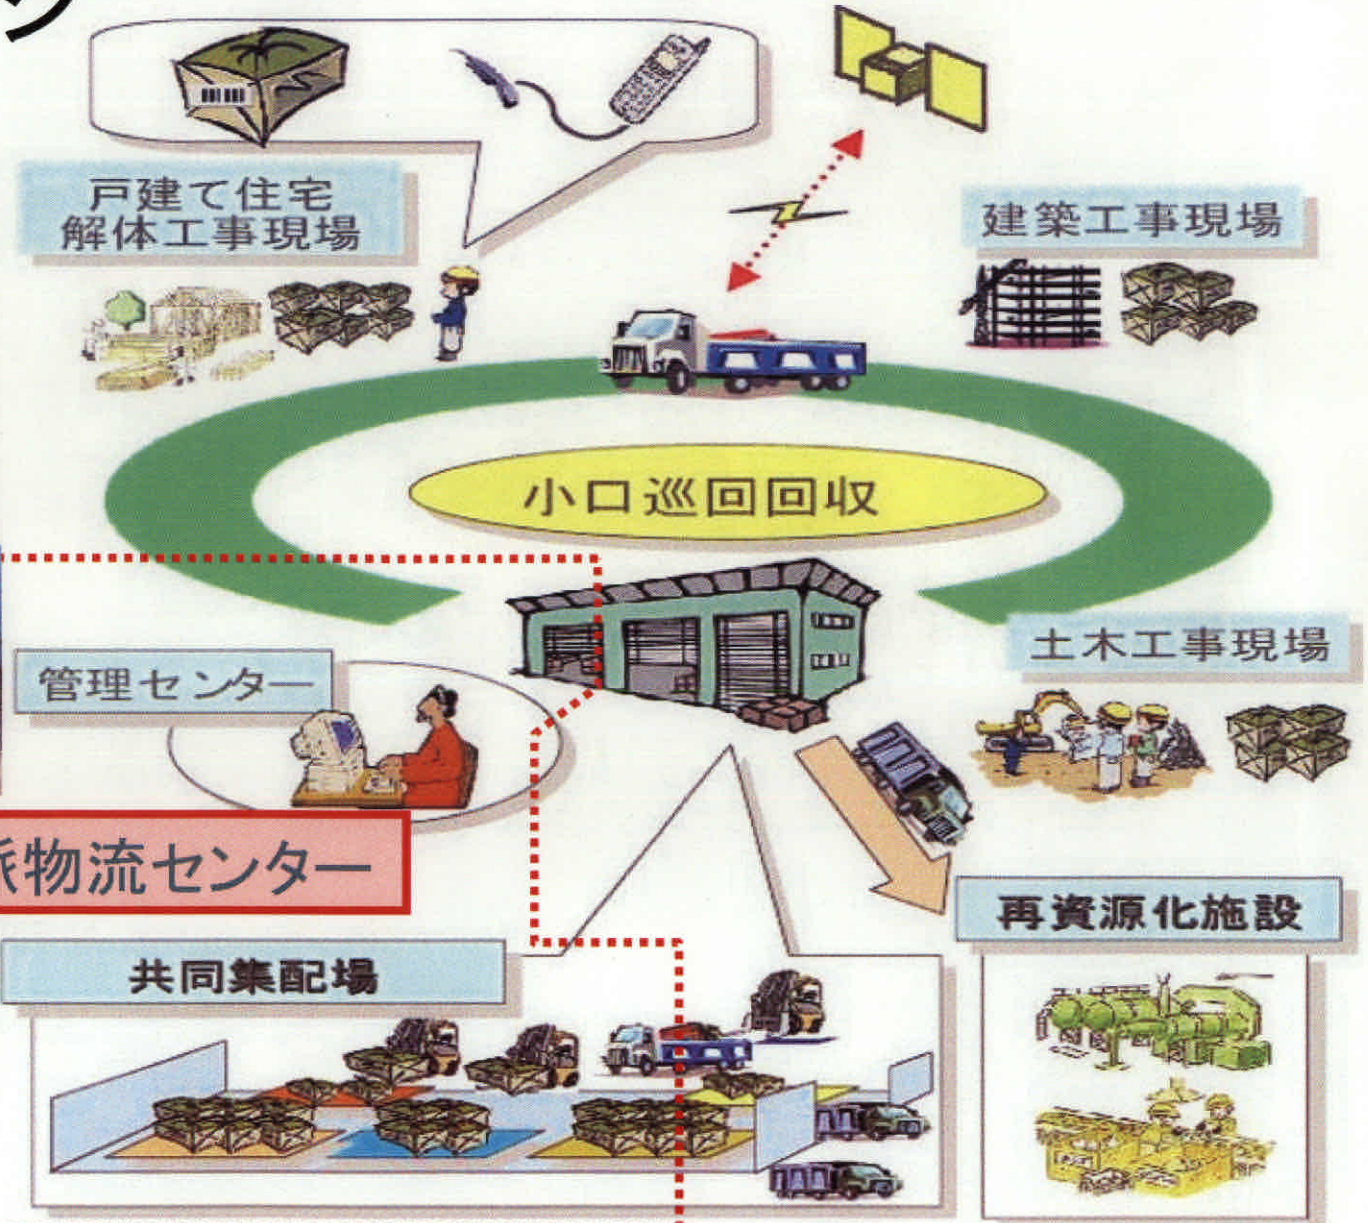 戸建て住宅
解体工事現場
建築工事現場
小口巡回回収
管理センター
土木工事現場
物流センター
再資源化施設
共同集配場